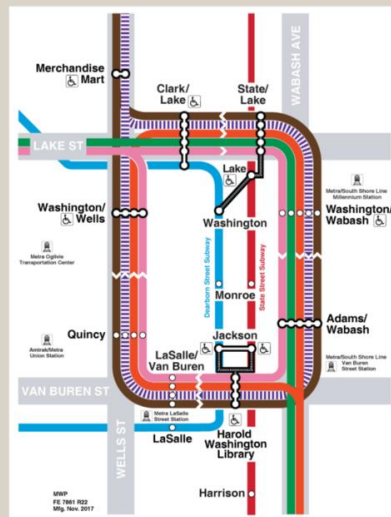 WABASH AVE
Merchandise
Mart
Clark/
Lake
State/
Lake
LAKE ST
Lake
Metra/South Shore Line
Millennium Station
Washington/
Wells
Washington
Washington/
Wabash
Metra Ogilvie
Transportation Center
Dearborn Street Subway
State Street Subway
Monroe
Adams/
Wabash
Quincy
Jackson
Amtrak/Metra
Union Station
LaSalle/
Van Buren
Metra/South Shore Line
Van Buren
Street Station
VAN BUREN ST
Metra LaSalle
Street Station
WELLS ST
LaSalle
Harold
Washington
Library
Harrison
MWP
FE 7861 R22
Mfg. Nov. 2017